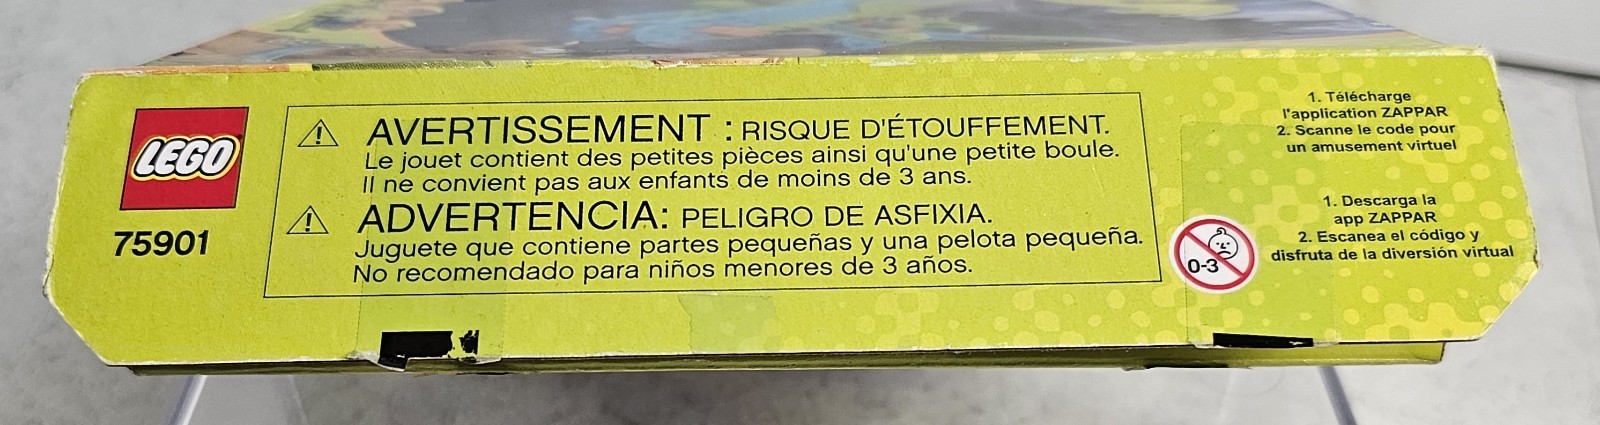 LEGO
75901
AVERTISSEMENT : RISQUE D'ÉTOUFFEMENT.
Le jouet contient des petites pièces ainsi qu'une petite boule.
Il ne convient pas aux enfants de moins de 3 ans.
ADVERTENCIA: PELIGRO DE ASFIXIA.
Juguete que contiene partes pequeñas y una pelota pequeña.
No recomendado para niños menores de 3 años.
0-3
1. Télécharge
l'application ZAPPAR
2. Scanne le code pour
un amusement virtuel
1. Descarga la
app ZAPPAR
2. Escanea el código y
disfruta de la diversión virtual